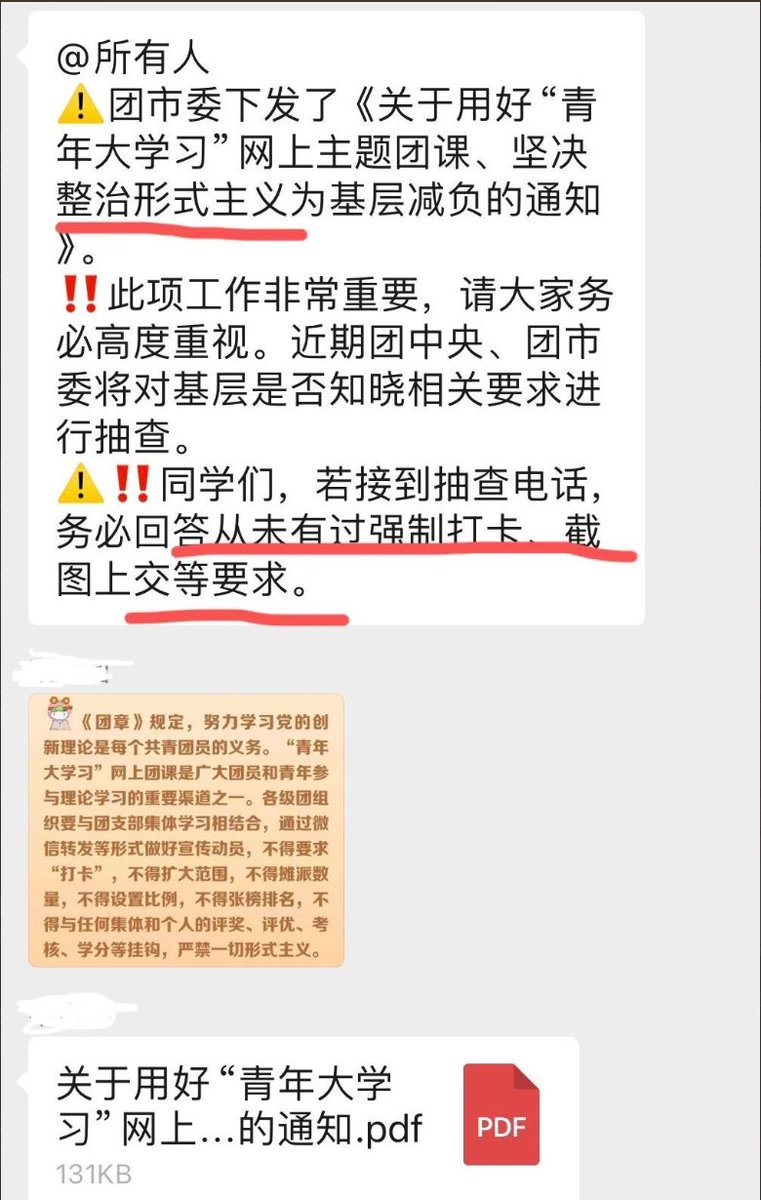 @所有人
⚠️团市委下发了《关于用好“青
年大学习”网上主题团课、坚决
整治形式主义为基层减负的通知
》。
‼️此项工作非常重要，请大家务
必高度重视。近期团中央、团市
委将对基层是否知晓相关要求进
行抽查。
⚠️‼️同学们，若接到抽查电话，
务必回答从未有过强制打卡、截
图上交等要求。
《团章》规定，努力学习党的创
新理论是每个共青团员的义务。“青年
大学习”网上团课是广大团员和青年参
与理论学习的重要渠道之一。各级团组
织要与团支部集体学习相结合，通过微
信转发等形式做好宣传动员，不得要求
“打卡”，不得扩大范围，不得摊派数
量，不得设置比例，不得张榜排名，不
得与任何集体和个人的评奖、评优、考
核、学分等挂钩，严禁一切形式主义。
关于用好“青年大学
习”网上...的通知.pdf
131KB
PDF